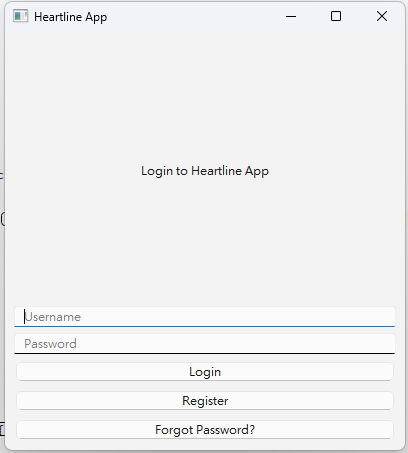 Heartline App
Login to Heartline App
Username
Password
Login
Register
Forgot Password?